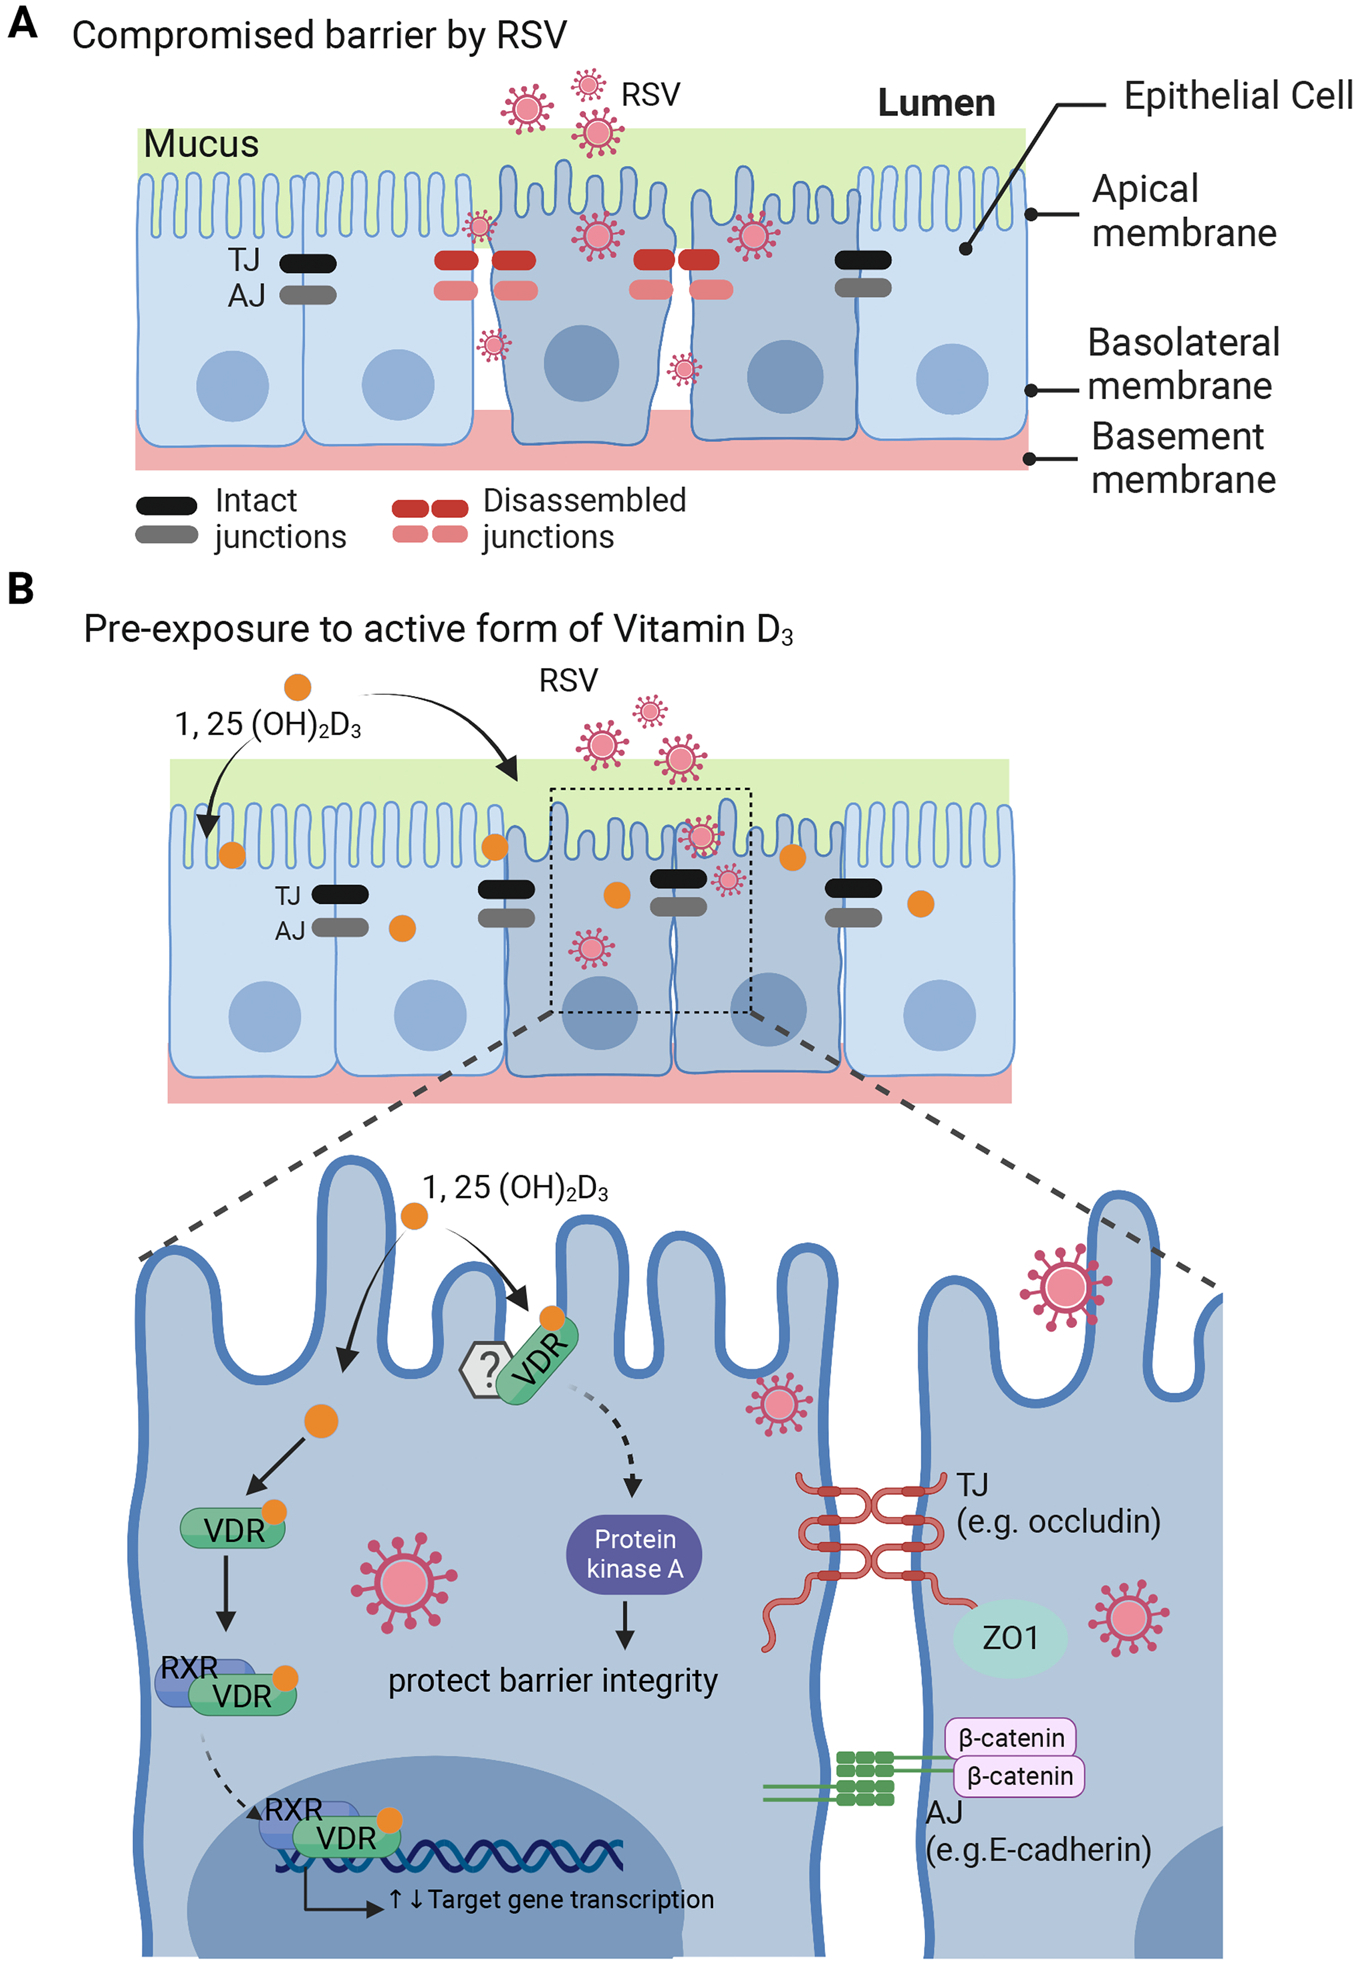 A
Compromised barrier by RSV
RSV
Lumen
Epithelial Cell
Mucus
Apical
membrane
TJ
AJ
Basolateral
membrane
Basement
membrane
Intact
junctions
Disassembled
junctions
B
Pre-exposure to active form of Vitamin D₃
RSV
1, 25 (OH)₂D₃
TJ
AJ
1, 25 (OH)₂D₃
?
VDR
TJ
(e.g. occludin)
VDR
Protein
kinase A
ZO1
RXR
VDR
protect barrier integrity
β-catenin
β-catenin
AJ
(e.g.E-cadherin)
RXR
VDR
↑↓Target gene transcription